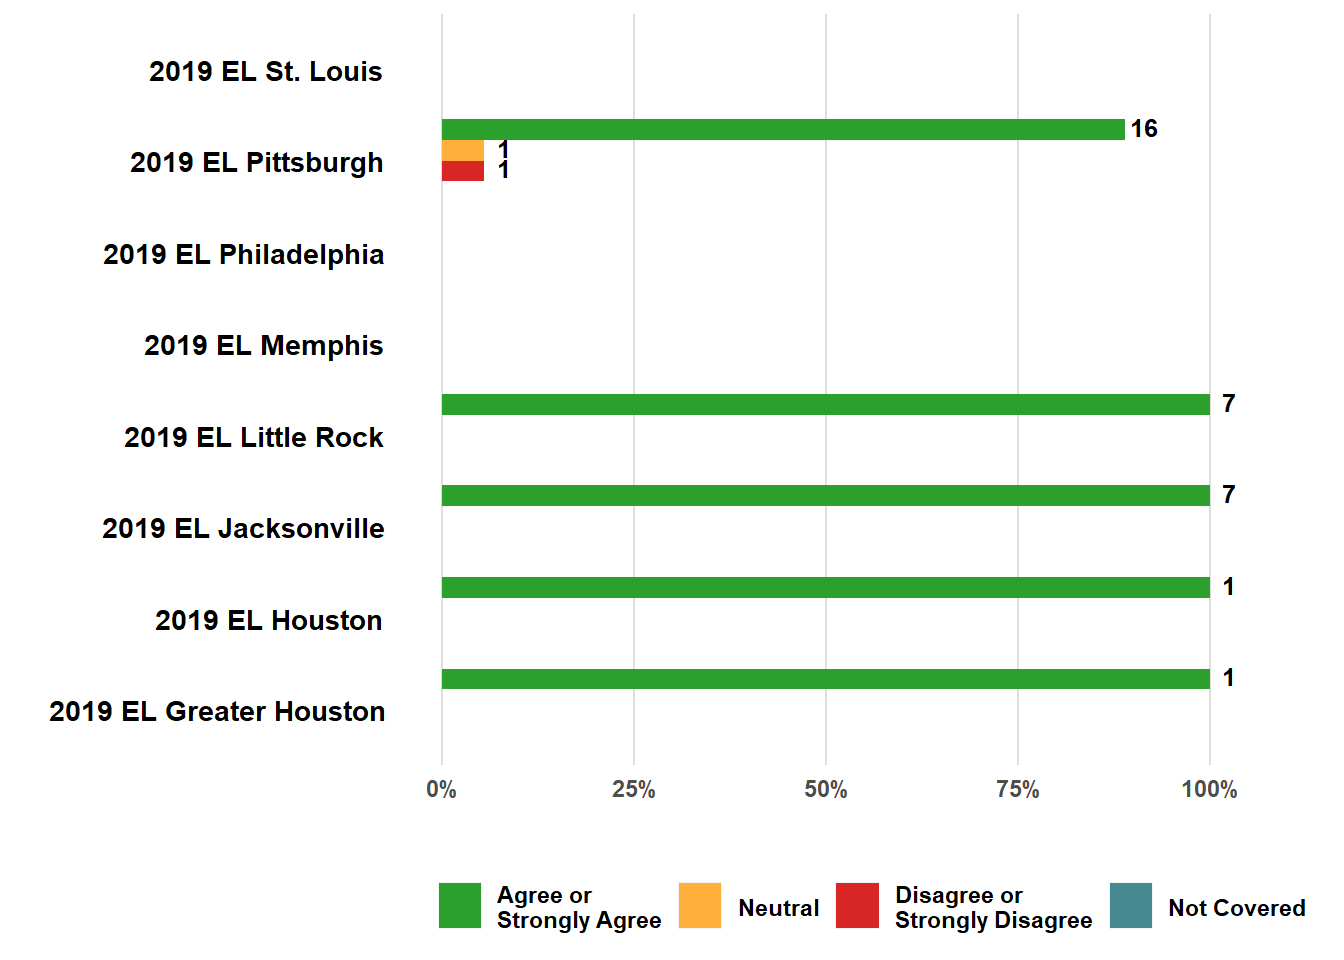 2019 EL St. Louis
16
1
2019 EL Pittsburgh
1
2019 EL Philadelphia
2019 EL Memphis
7
2019 EL Little Rock
7
2019 EL Jacksonville
1
2019 EL Houston
1
2019 EL Greater Houston
0% 25% 50% 75% 100%
Agree or
Strongly Agree
Neutral
Disagree or
Strongly Disagree
Not Covered